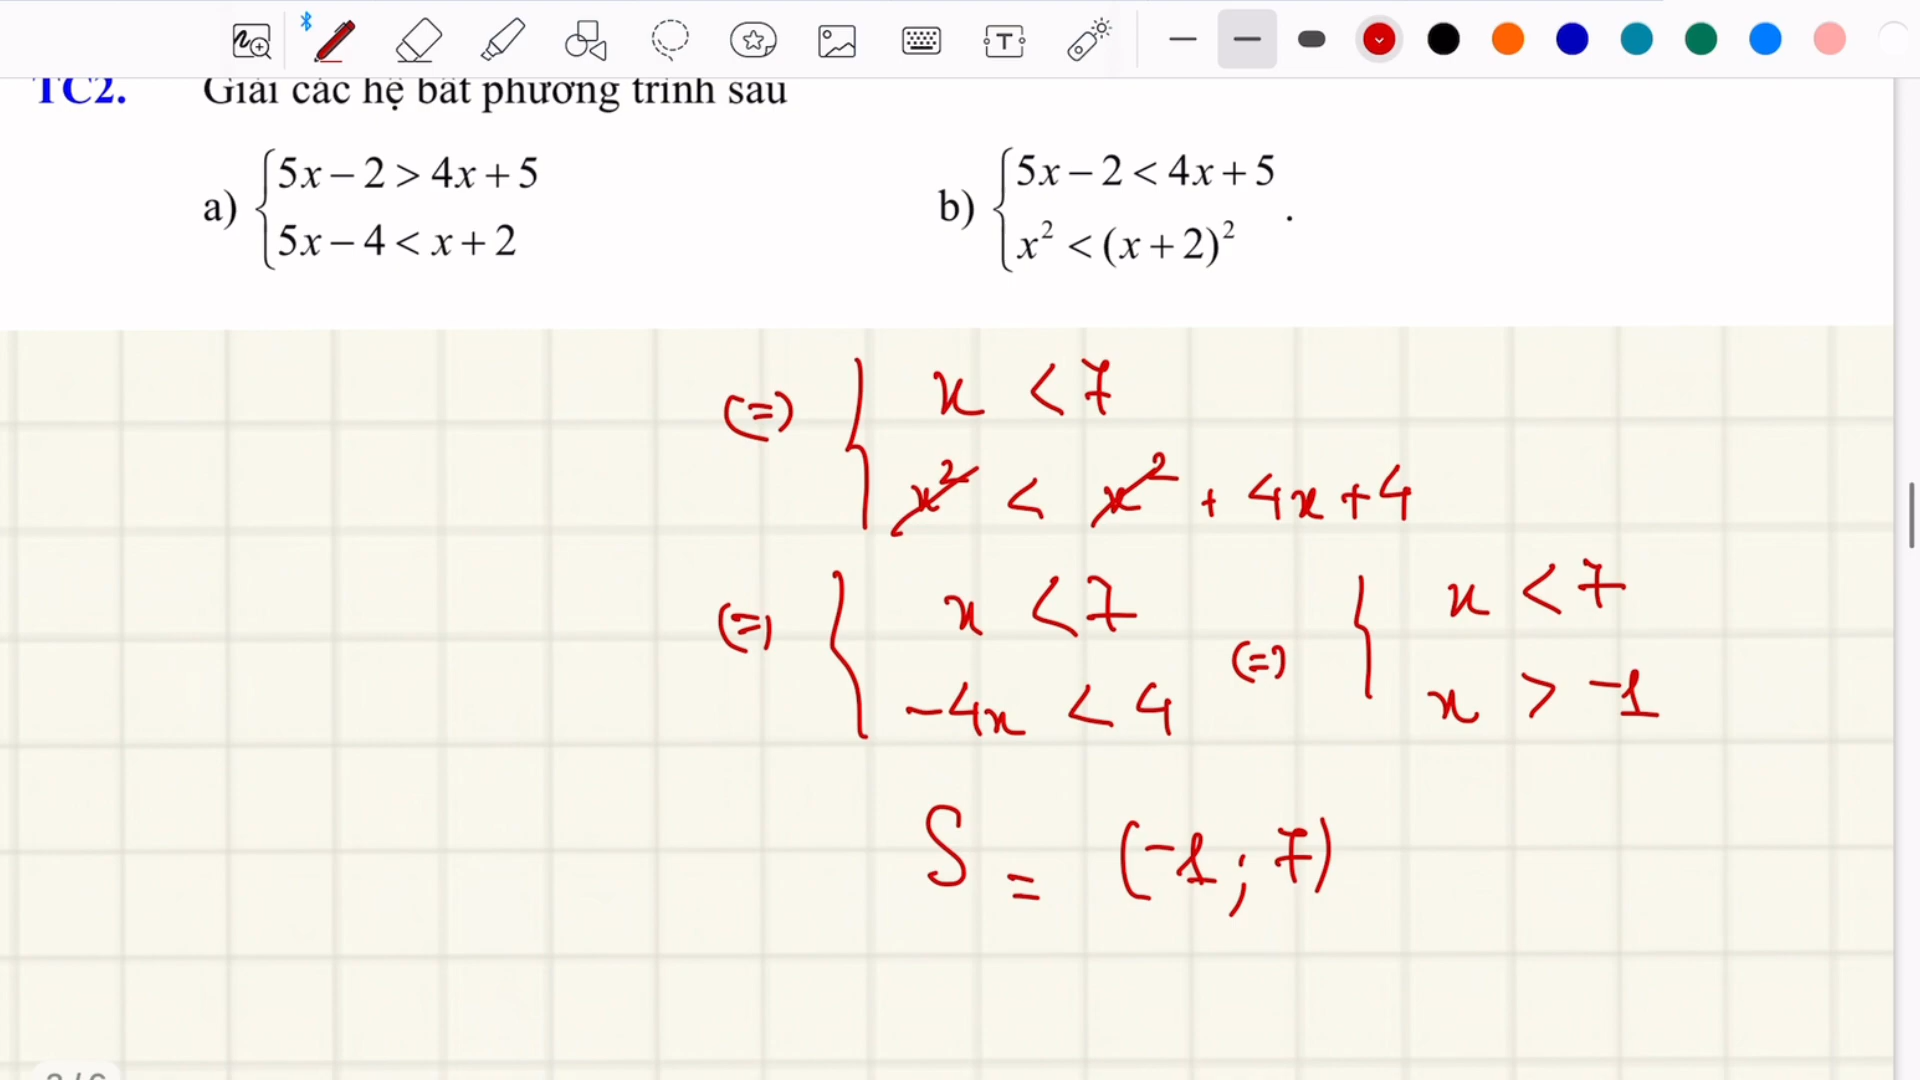 TC2. Giải các hệ bất phương trình sau
a) {5x − 2 > 4x + 5
5x − 4 < x + 2
b) {5x − 2 < 4x + 5
x² < (x + 2)² .
(=) { x < 7
x² < x² + 4x + 4
(=) { x < 7
-4x < 4
(=) { x < 7
x > -1
S = (-1; 7)